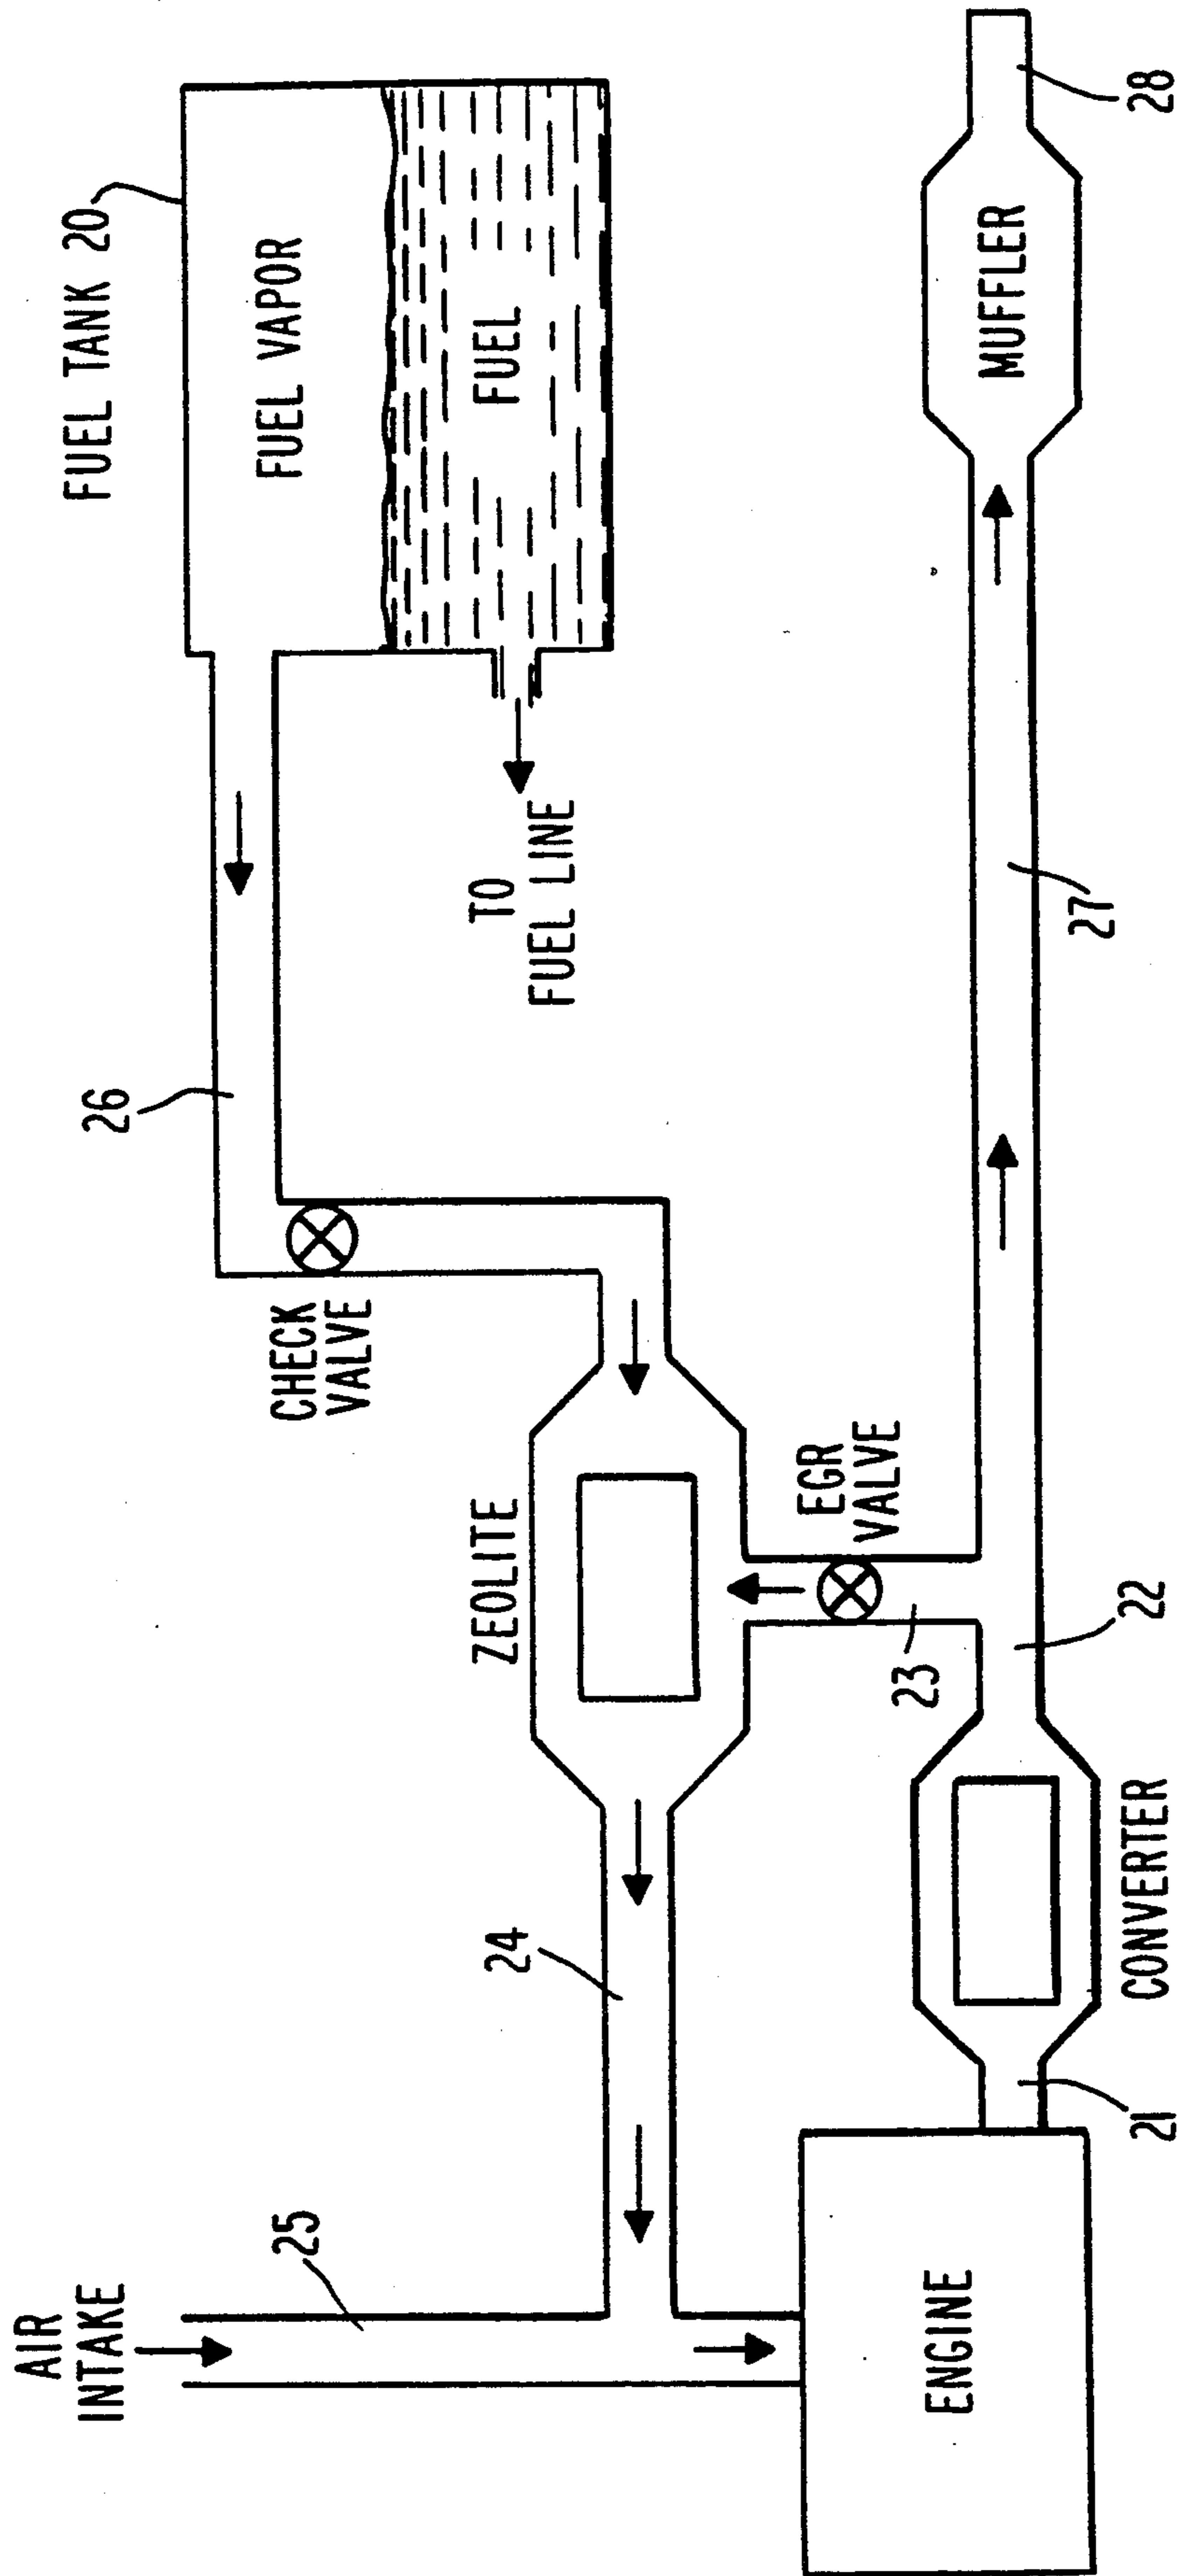 FUEL TANK 20
FUEL VAPOR
FUEL
TO
FUEL LINE
26
CHECK
VALVE
ZEOLITE
EGR
VALVE
23
22
24
AIR
INTAKE
25
ENGINE
21
CONVERTER
27
MUFFLER
28